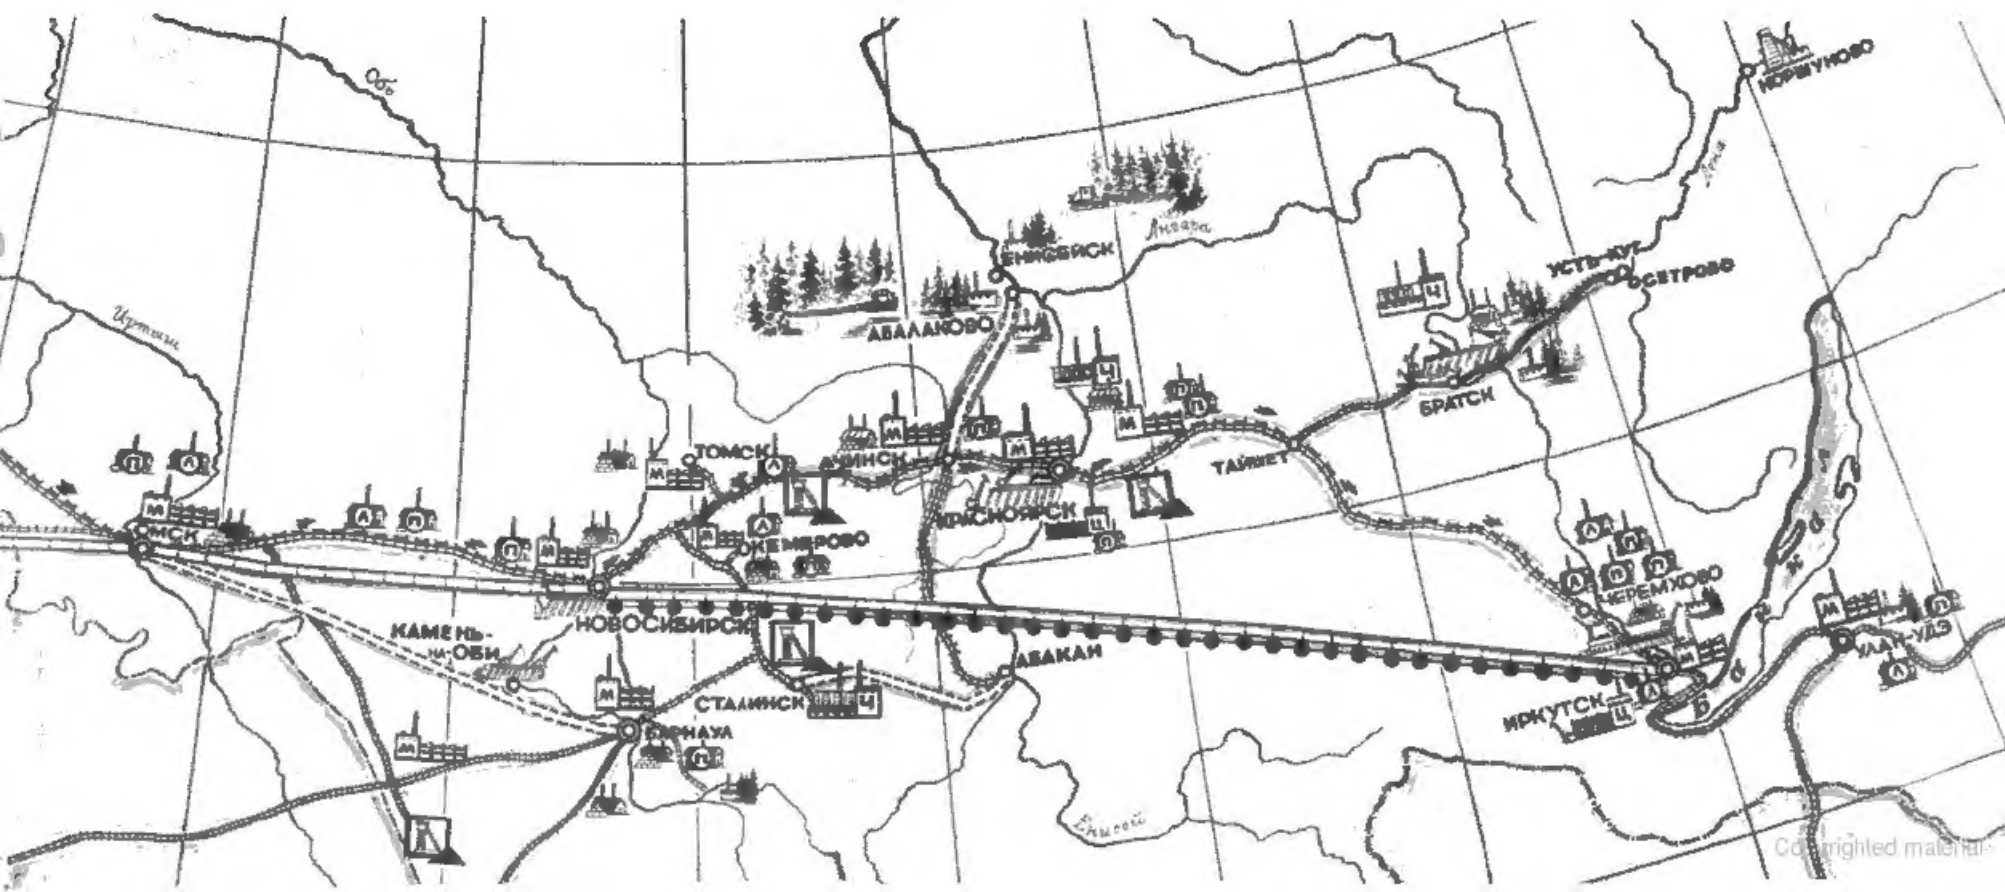 Обь
КОРШУНОВО
Лена
Ангара
ЕНИСЕЙСК
УСТЬ-КУТ
ОСЕТРОВО
Иртыш
Ч
АБАЛАКОВО
Ч
БРАТСК
П
П
М
М
П
М
ТОМСК
Л
АЧИНСК
М
ТАЙШЕТ
П
Л
М
К
К
КРАСНОЯРСК
Ц
П
ОМСК
Л
П
П
М
М
Л
КЕМЕРОВО
Л
П
Л
П
П
ЧЕРЕМХОВО
НОВОСИБИРСК
КАМЕНЬ-
НА-ОБИ
К
АБАКАН
М
П
УЛАН-УДЭ
Л
М
СТАЛИНСК
Ч
М
Л
ИРКУТСК
Ц
БАРНАУЛ
П
М
К
Енисей
Copyrighted material